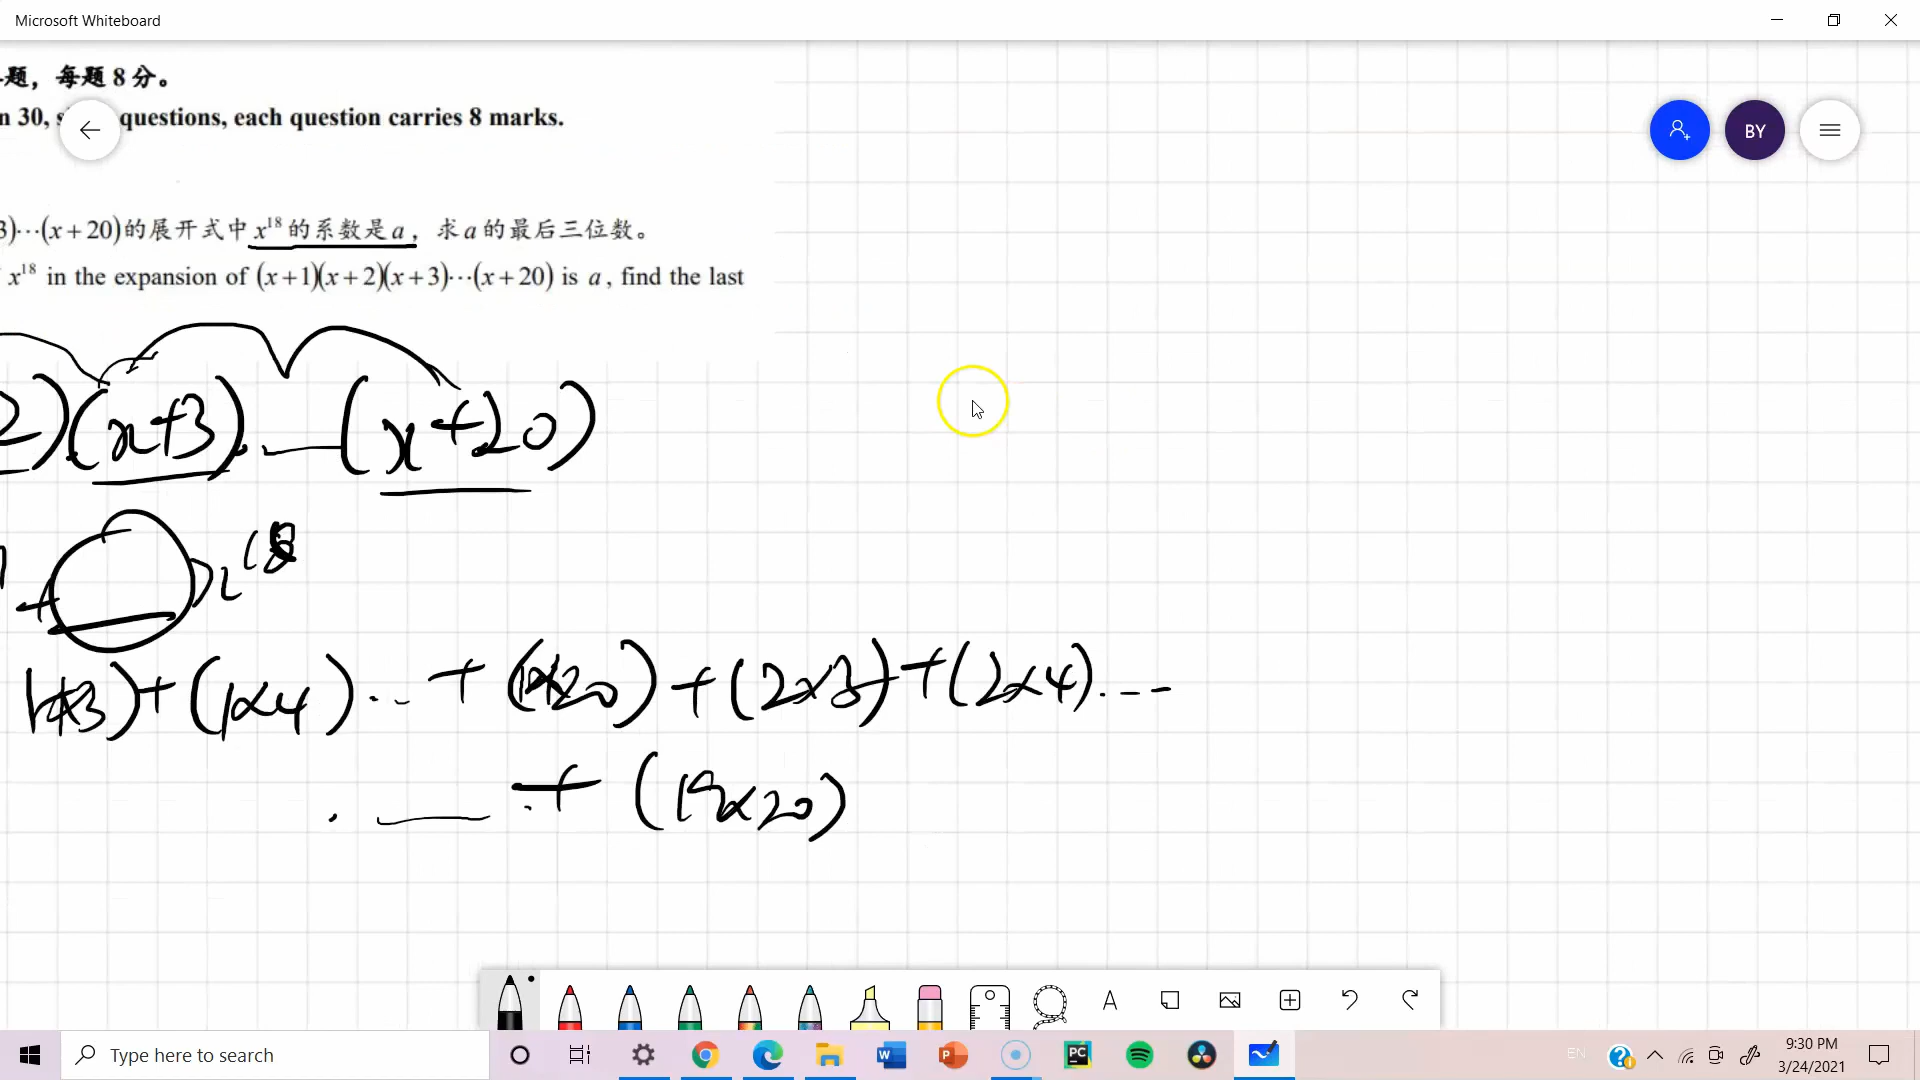 Microsoft Whiteboard
题，每题 8 分。
n 30, questions, each question carries 8 marks.
BY
3)⋯(x+20)的展开式中 x¹⁸ 的系数是 a，求 a 的最后三位数。
x¹⁸ in the expansion of (x+1)(x+2)(x+3)⋯(x+20) is a, find the last
2)(x+3).—(x+20)
+ x¹⁸
1×3)+(1×4)...+(1×20)+(2×3)+(2×4)...
. — + (19×20)
Type here to search
EN
9:30 PM
3/24/2021